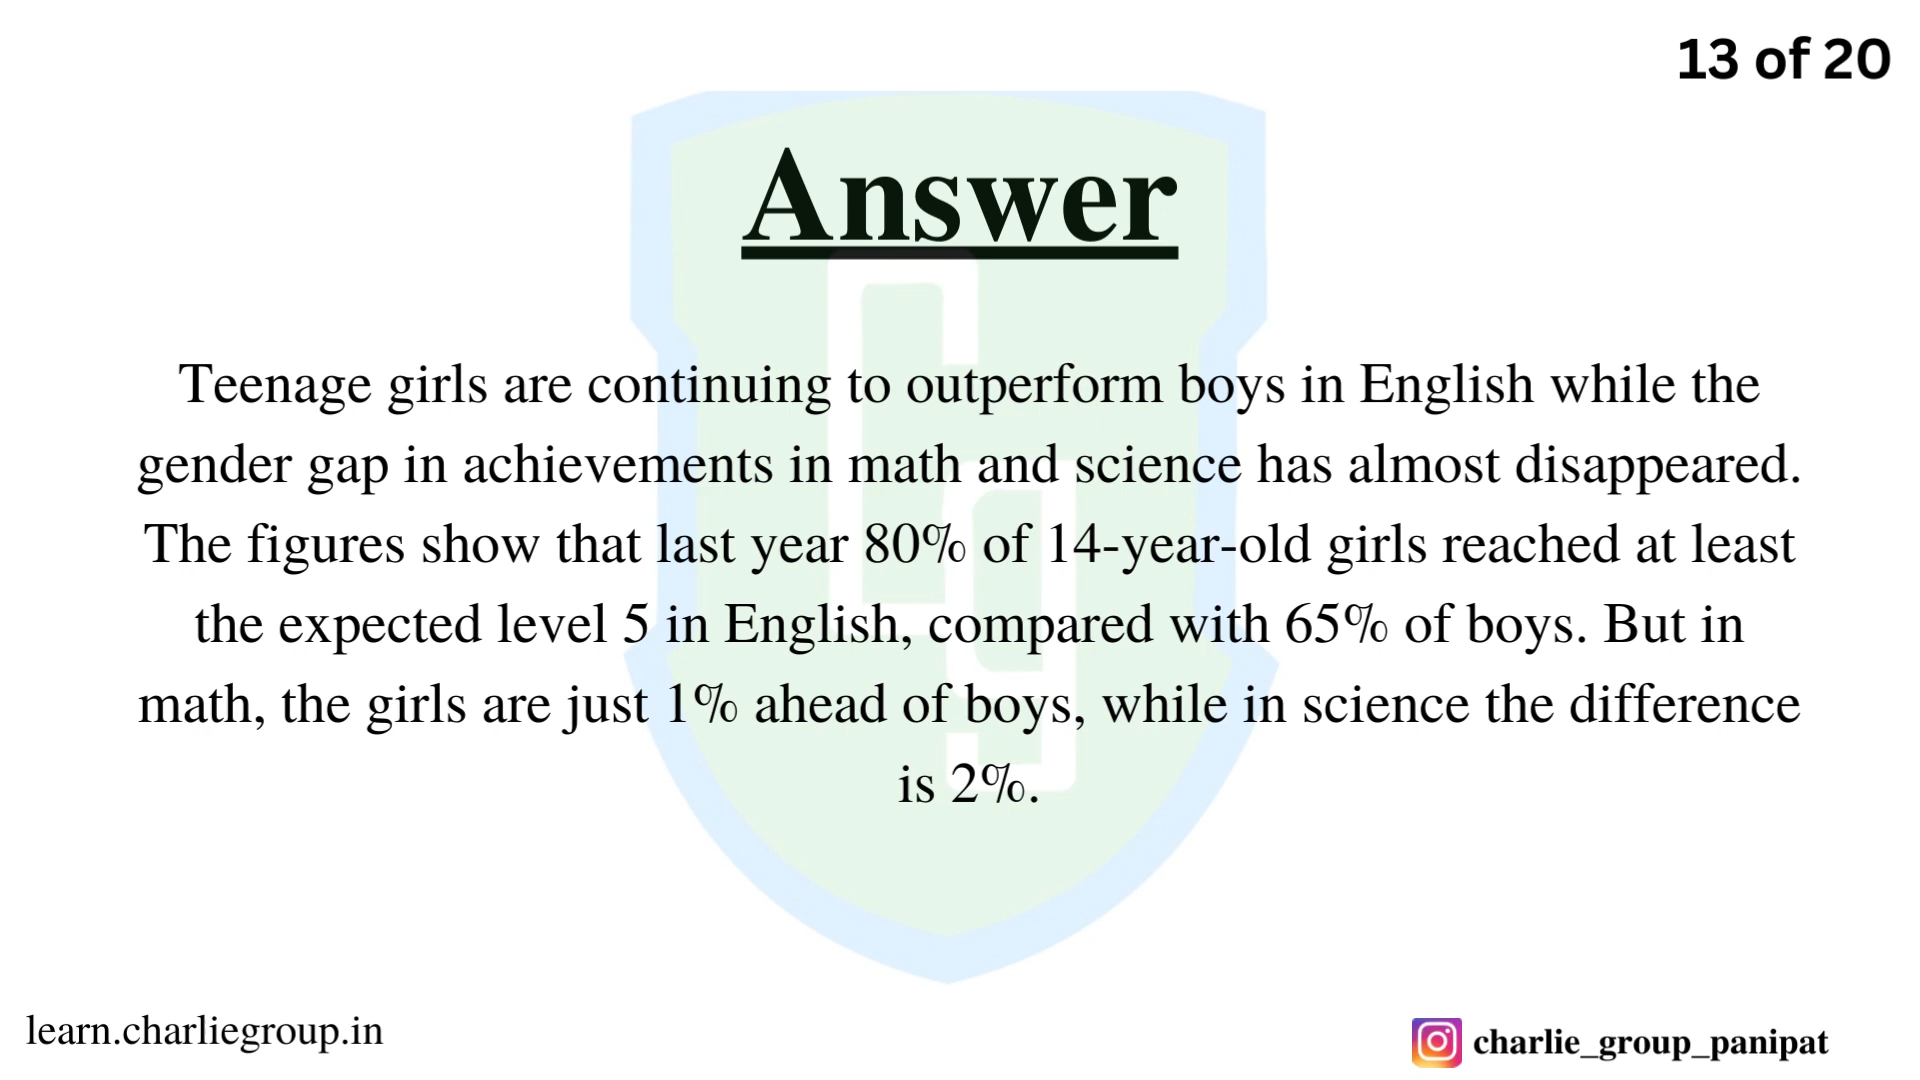 13 of 20
Answer
Teenage girls are continuing to outperform boys in English while the
gender gap in achievements in math and science has almost disappeared.
The figures show that last year 80% of 14-year-old girls reached at least
the expected level 5 in English, compared with 65% of boys. But in
math, the girls are just 1% ahead of boys, while in science the difference
is 2%.
learn.charliegroup.in
charlie_group_panipat